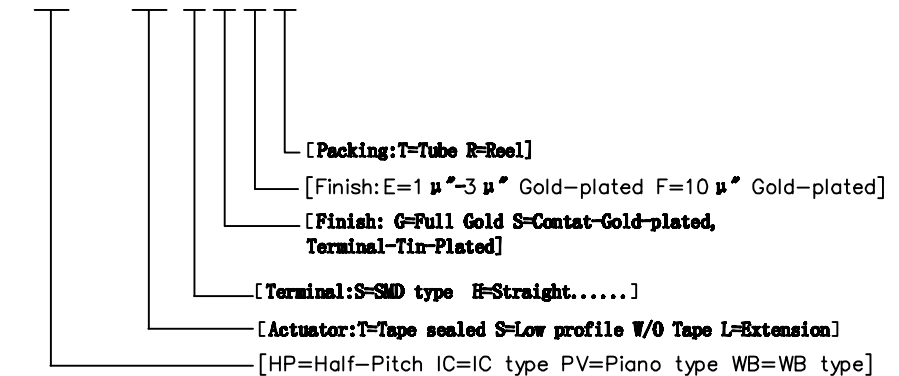 [Packing:T=Tube R=Reel]
[Finish:E=1 μ"-3 μ" Gold-plated F=10 μ" Gold-plated]
[Finish: G=Full Gold S=Contat-Gold-plated,
Terminal-Tin-Plated]
[Terminal:S=SMD type H=Straight......]
[Actuator:T=Tape sealed S=Low profile W/O Tape L=Extension]
[HP=Half-Pitch IC=IC type PV=Piano type WB=WB type]